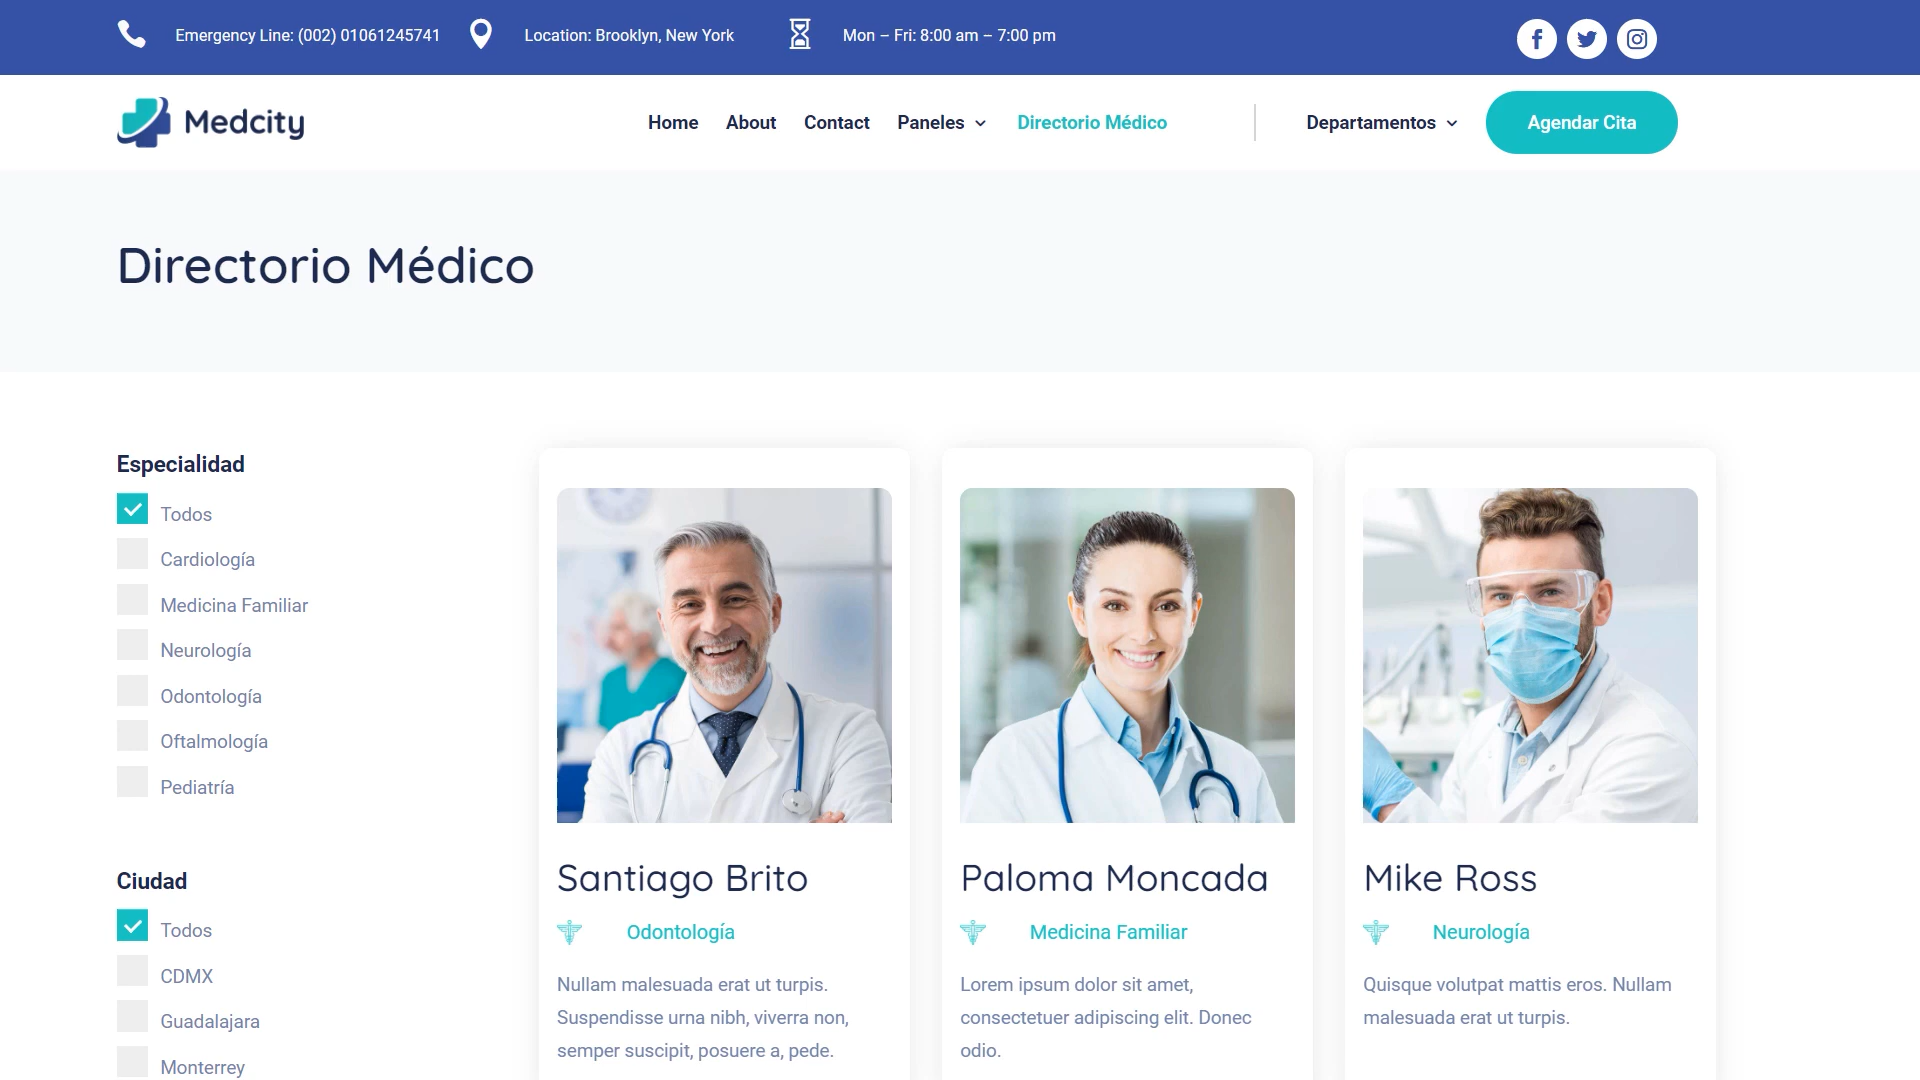 Emergency Line: (002) 01061245741
Location: Brooklyn, New York
Mon – Fri: 8:00 am – 7:00 pm
Medcity
Home
About
Contact
Paneles
Directorio Médico
Departamentos
Agendar Cita
Directorio Médico
Especialidad
Todos
Cardiología
Medicina Familiar
Neurología
Odontología
Oftalmología
Pediatría
Ciudad
Todos
CDMX
Guadalajara
Monterrey
Santiago Brito
Odontología
Nullam malesuada erat ut turpis.
Suspendisse urna nibh, viverra non,
semper suscipit, posuere a, pede.
Paloma Moncada
Medicina Familiar
Lorem ipsum dolor sit amet,
consectetuer adipiscing elit. Donec
odio.
Mike Ross
Neurología
Quisque volutpat mattis eros. Nullam
malesuada erat ut turpis.